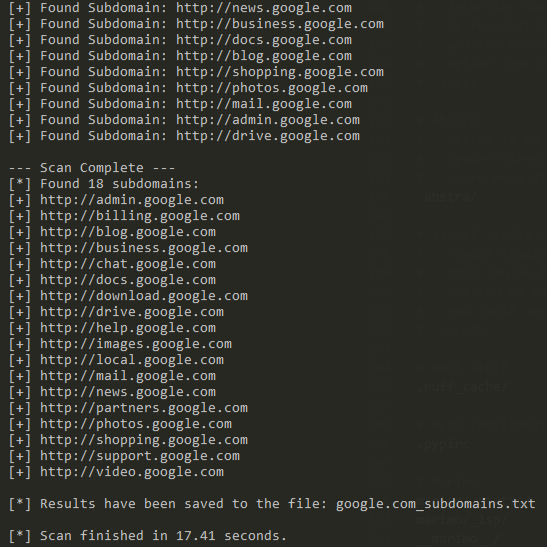 [+] Found Subdomain: http://news.google.com
[+] Found Subdomain: http://business.google.com
[+] Found Subdomain: http://docs.google.com
[+] Found Subdomain: http://blog.google.com
[+] Found Subdomain: http://shopping.google.com
[+] Found Subdomain: http://photos.google.com
[+] Found Subdomain: http://mail.google.com
[+] Found Subdomain: http://admin.google.com
[+] Found Subdomain: http://drive.google.com
--- Scan Complete ---
[*] Found 18 subdomains:
[+] http://admin.google.com
[+] http://billing.google.com
[+] http://blog.google.com
[+] http://business.google.com
[+] http://chat.google.com
[+] http://docs.google.com
[+] http://download.google.com
[+] http://drive.google.com
[+] http://help.google.com
[+] http://images.google.com
[+] http://local.google.com
[+] http://mail.google.com
[+] http://news.google.com
[+] http://partners.google.com
[+] http://photos.google.com
[+] http://shopping.google.com
[+] http://support.google.com
[+] http://video.google.com
[*] Results have been saved to the file: google.com_subdomains.txt
[*] Scan finished in 17.41 seconds.